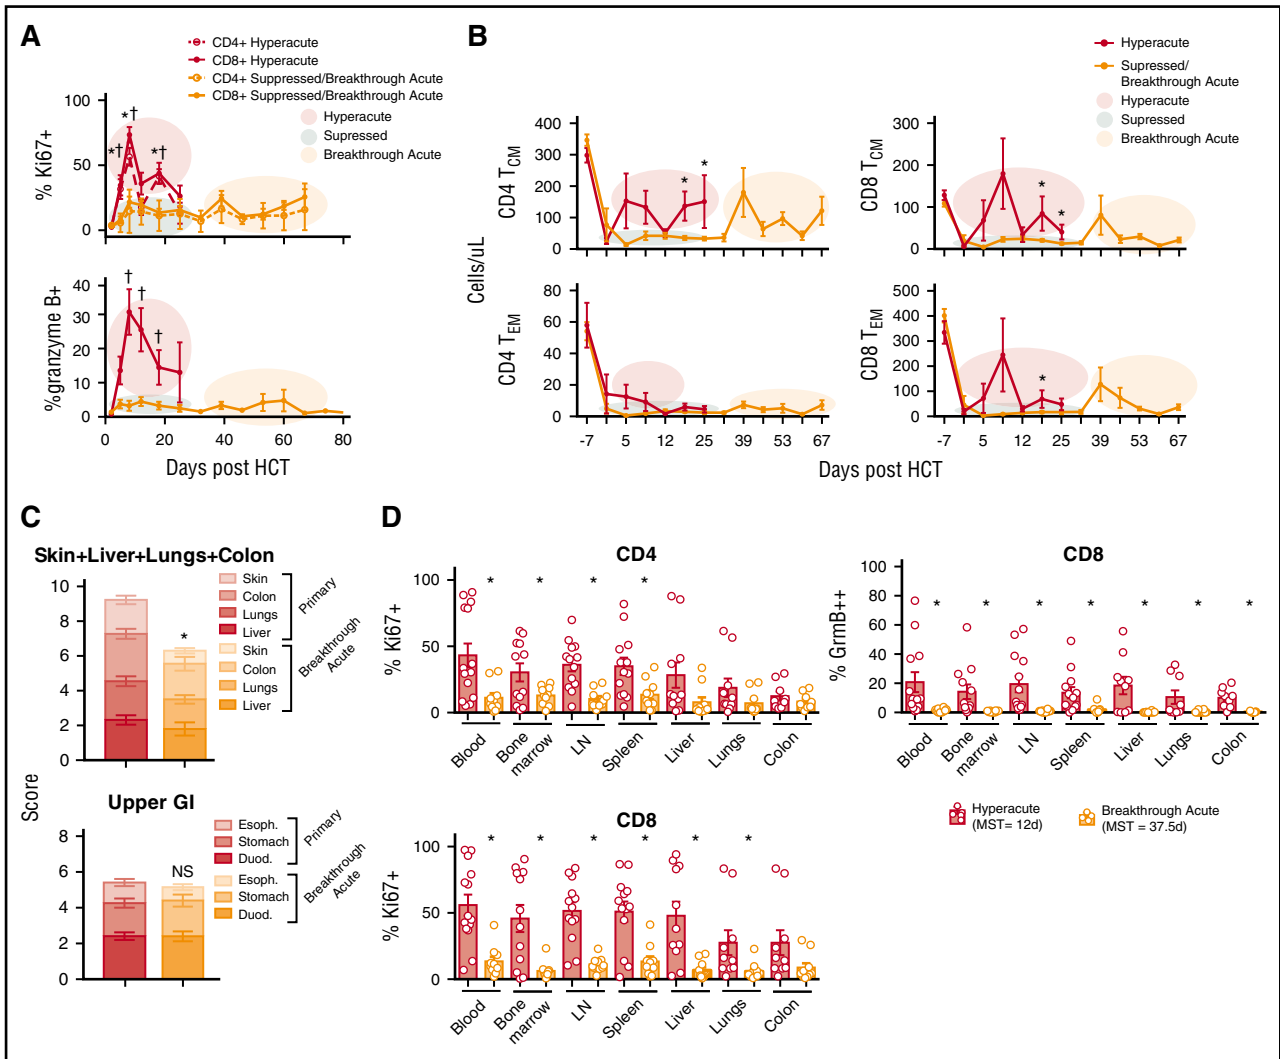 A
CD4+ Hyperacute
CD8+ Hyperacute
CD4+ Suppressed/Breakthrough Acute
CD8+ Suppressed/Breakthrough Acute
Hyperacute
Supressed
Breakthrough Acute
% Ki67+
100
50
0
*†
*†
*†
%granzyme B+
40
30
20
10
0
†
†
†
0
20
40
60
80
Days post HCT
B
Hyperacute
Supressed/
Breakthrough Acute
Hyperacute
Supressed
Breakthrough Acute
Cells/uL
CD4 TCM
400
300
200
100
0
*
*
CD8 TCM
300
200
100
0
*
*
CD4 TEM
80
60
40
20
0
-7
5
12
25
39
53
67
CD8 TEM
500
400
300
200
100
0
*
-7
5
12
25
39
53
67
Days post HCT
C
Skin+Liver+Lungs+Colon
10
8
6
4
2
0
*
Skin
Colon
Lungs
Liver
Primary
Skin
Colon
Lungs
Liver
Breakthrough
Acute
Score
Upper GI
8
6
4
2
0
NS
Esoph.
Stomach
Duod.
Primary
Esoph.
Stomach
Duod.
Breakthrough
Acute
D
CD4
% Ki67+
100
50
0
* * * *
Blood
Bone
marrow
LN
Spleen
Liver
Lungs
Colon
CD8
% GrmB++
100
80
60
40
20
0
* * * * * * *
Blood
Bone
marrow
LN
Spleen
Liver
Lungs
Colon
Hyperacute
(MST= 12d)
Breakthrough Acute
(MST = 37.5d)
CD8
% Ki67+
100
50
0
* * * * * *
Blood
Bone
marrow
LN
Spleen
Liver
Lungs
Colon